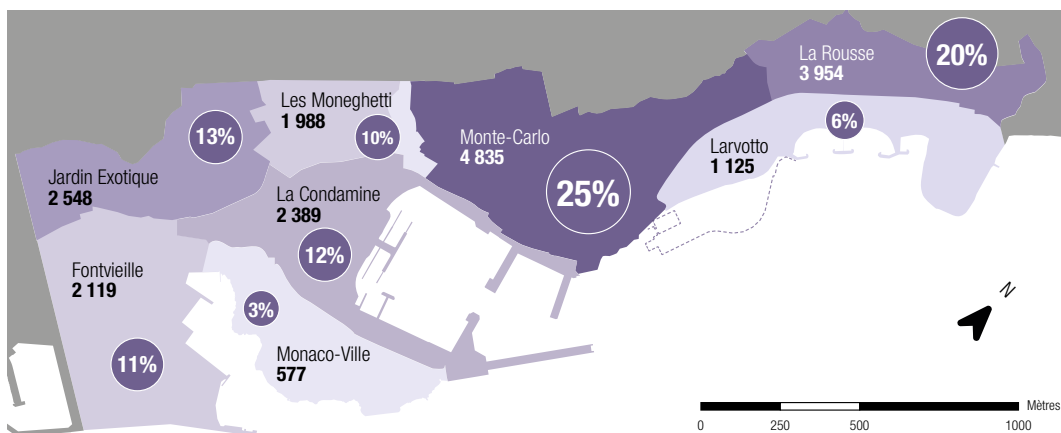 La Rousse
3 954
20%
Les Moneghetti
1 988
10%
13%
Monte-Carlo
4 835
25%
6%
Larvotto
1 125
Jardin Exotique
2 548
La Condamine
2 389
12%
Fontvieille
2 119
11%
3%
Monaco-Ville
577
N
Mètres
0 250 500 1000